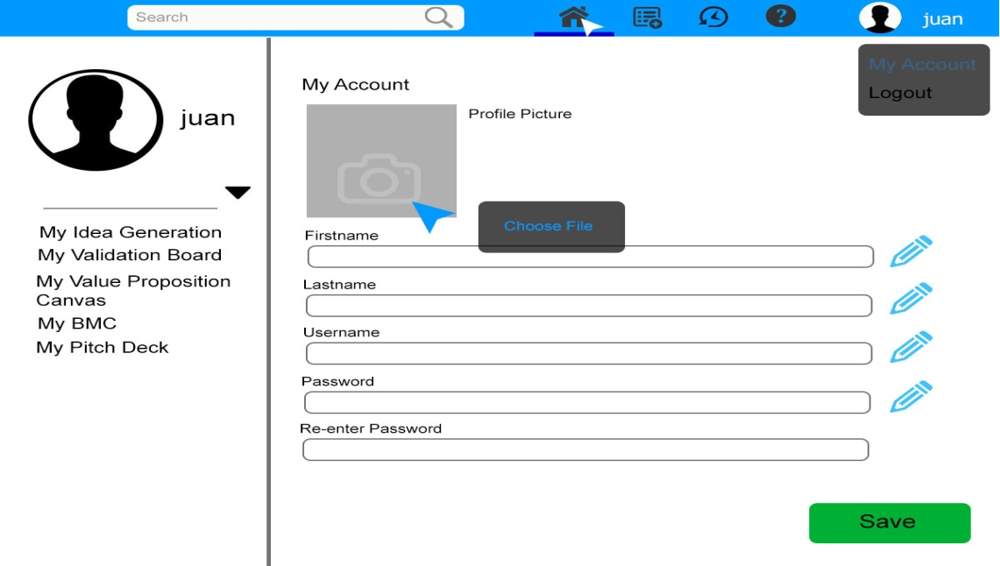 Search
?
juan
My Account
Logout
juan
My Idea Generation
My Validation Board
My Value Proposition
Canvas
My BMC
My Pitch Deck
My Account
Profile Picture
Choose File
Firstname
Lastname
Username
Password
Re-enter Password
Save